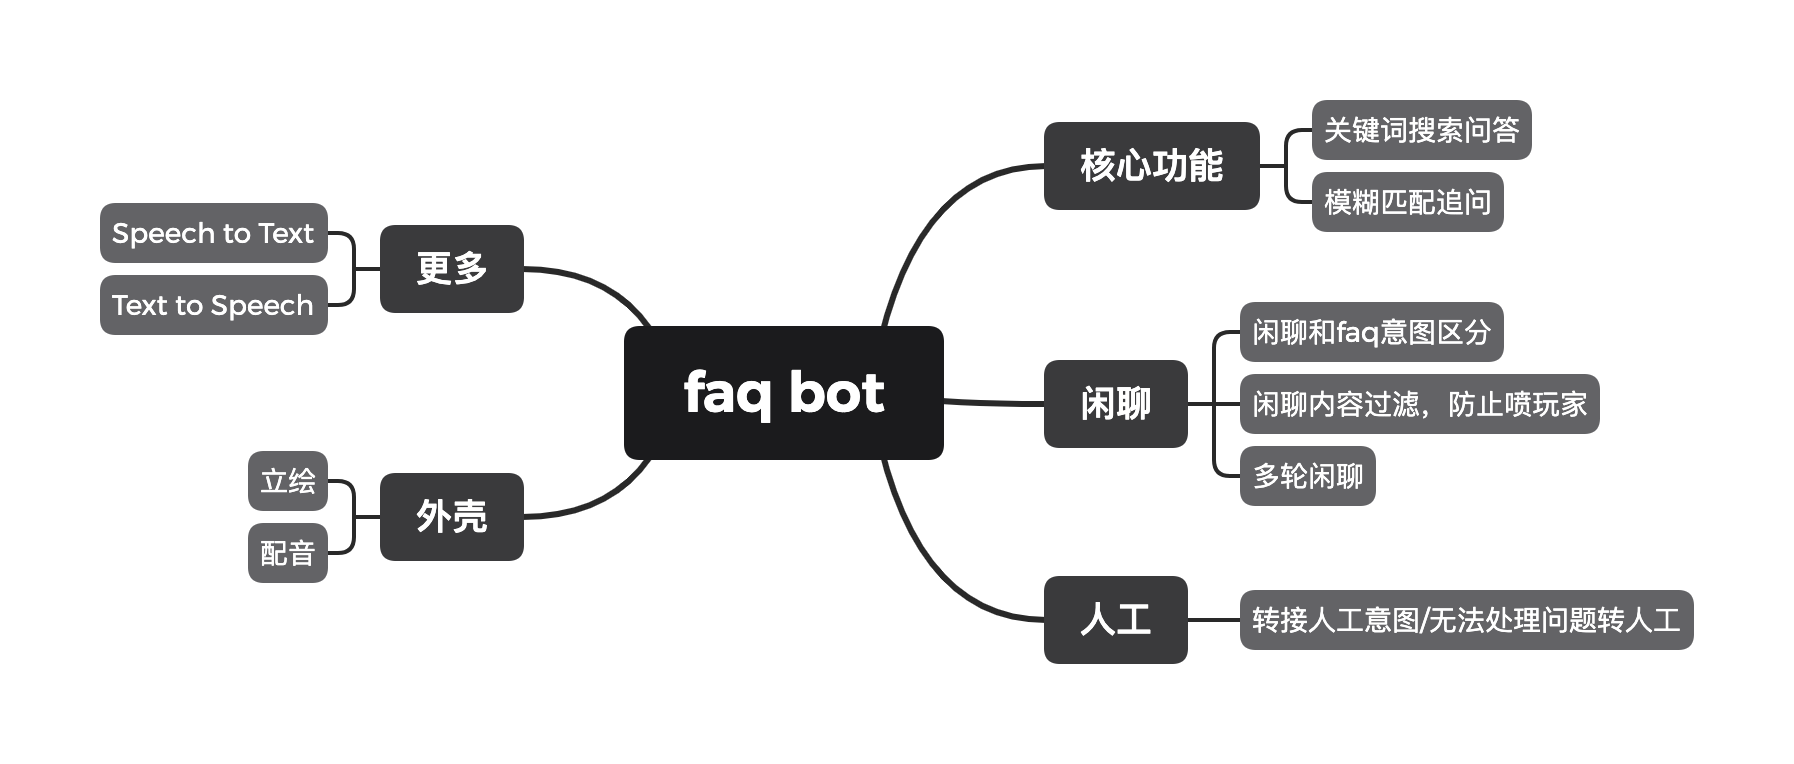 faq bot
核心功能
关键词搜索问答
模糊匹配追问
闲聊
闲聊和faq意图区分
闲聊内容过滤，防止喷玩家
多轮闲聊
人工
转接人工意图/无法处理问题转人工
更多
Speech to Text
Text to Speech
外壳
立绘
配音